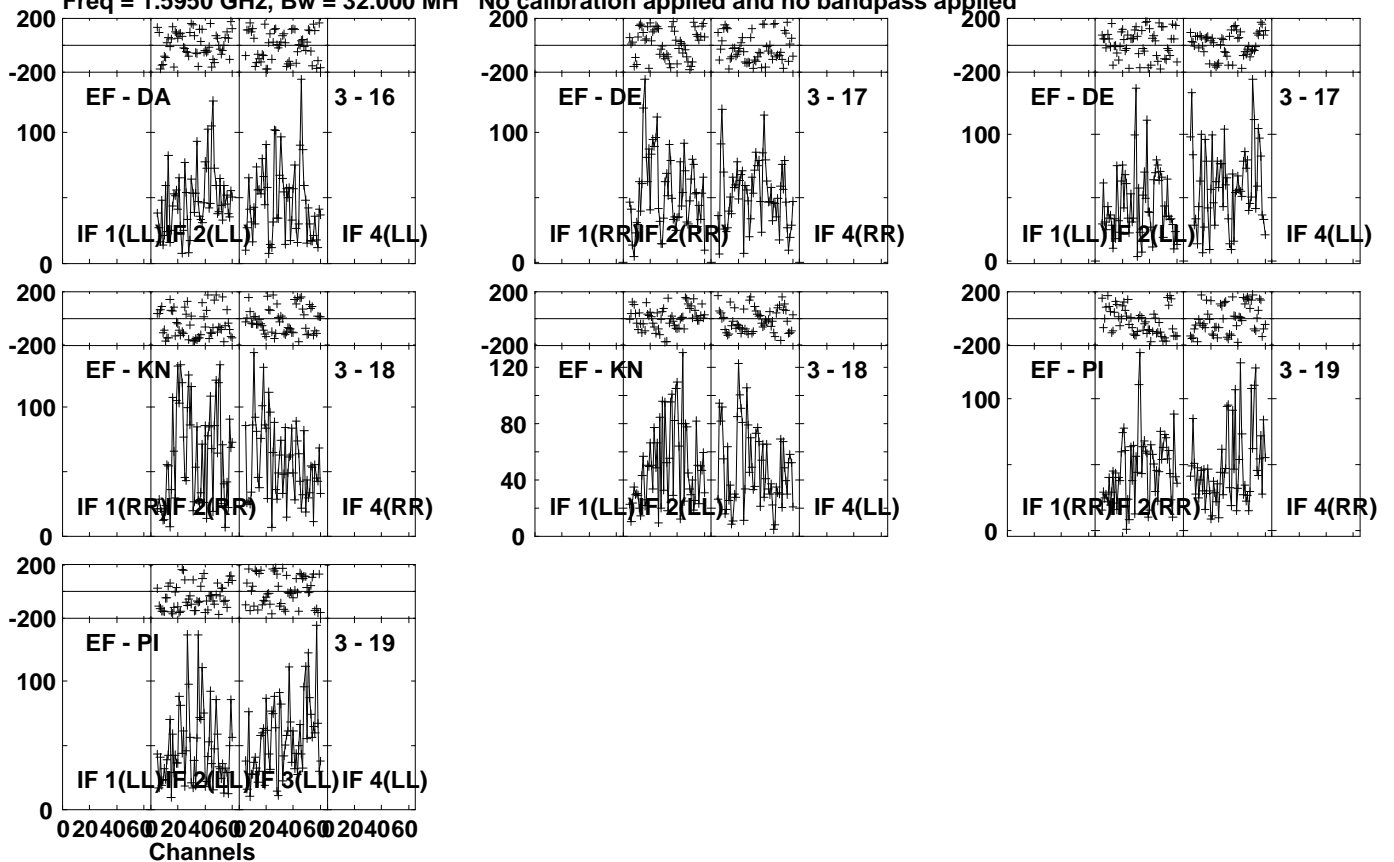 Freq = 1.5950 GHz, Bw = 32.000 MH No calibration applied and no bandpass applied
200 200 200
-200 -200 -200
EF - DA 3 - 16 EF - DE 3 - 17 EF - DE 3 - 17
100 100 100
IF 1(LL) IF 2(LL) IF 4(LL) IF 1(RR) IF 2(RR) IF 4(RR) IF 1(LL) IF 2(LL) IF 4(LL)
0 0 0
200 200 200
-200 -200 -200
EF - KN 3 - 18 EF - KN 3 - 18 EF - PI 3 - 19
120
100 100
80
40
IF 1(RR) IF 2(RR) IF 4(RR) IF 1(LL) IF 2(LL) IF 4(LL) IF 1(RR) IF 2(RR) IF 4(RR)
0 0 0
200
-200
EF - PI 3 - 19
100
IF 1(LL) IF 2(LL) IF 3(LL) IF 4(LL)
0
0 20 40 60 0 20 40 60 0 20 40 60 0 20 40 60
Channels